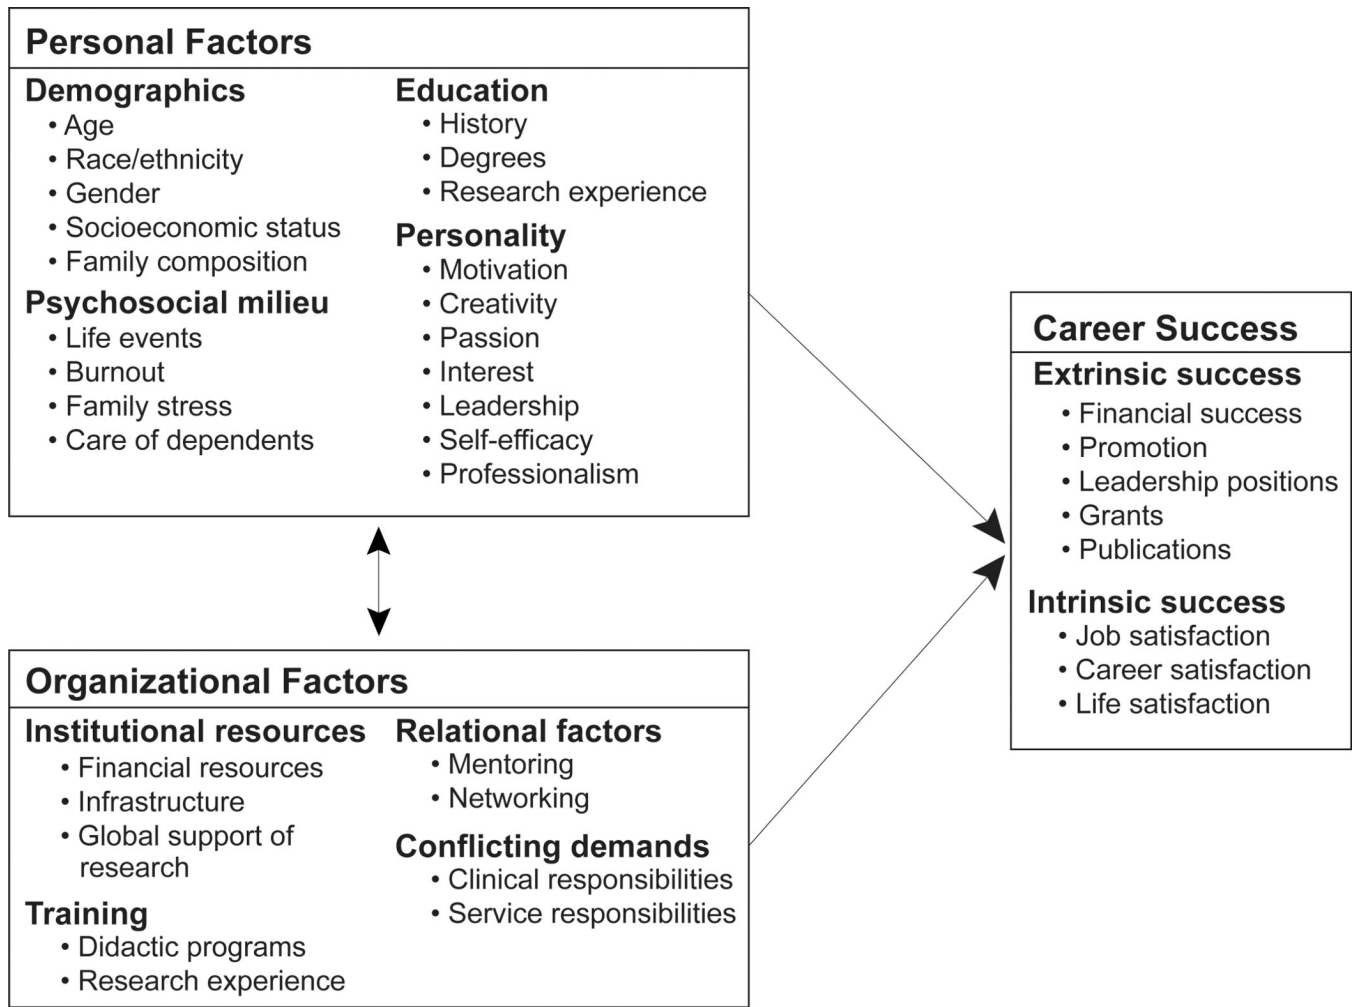 Personal Factors
Demographics
• Age
• Race/ethnicity
• Gender
• Socioeconomic status
• Family composition
Psychosocial milieu
• Life events
• Burnout
• Family stress
• Care of dependents
Education
• History
• Degrees
• Research experience
Personality
• Motivation
• Creativity
• Passion
• Interest
• Leadership
• Self-efficacy
• Professionalism
Organizational Factors
Institutional resources
• Financial resources
• Infrastructure
• Global support of
research
Training
• Didactic programs
• Research experience
Relational factors
• Mentoring
• Networking
Conflicting demands
• Clinical responsibilities
• Service responsibilities
Career Success
Extrinsic success
• Financial success
• Promotion
• Leadership positions
• Grants
• Publications
Intrinsic success
• Job satisfaction
• Career satisfaction
• Life satisfaction